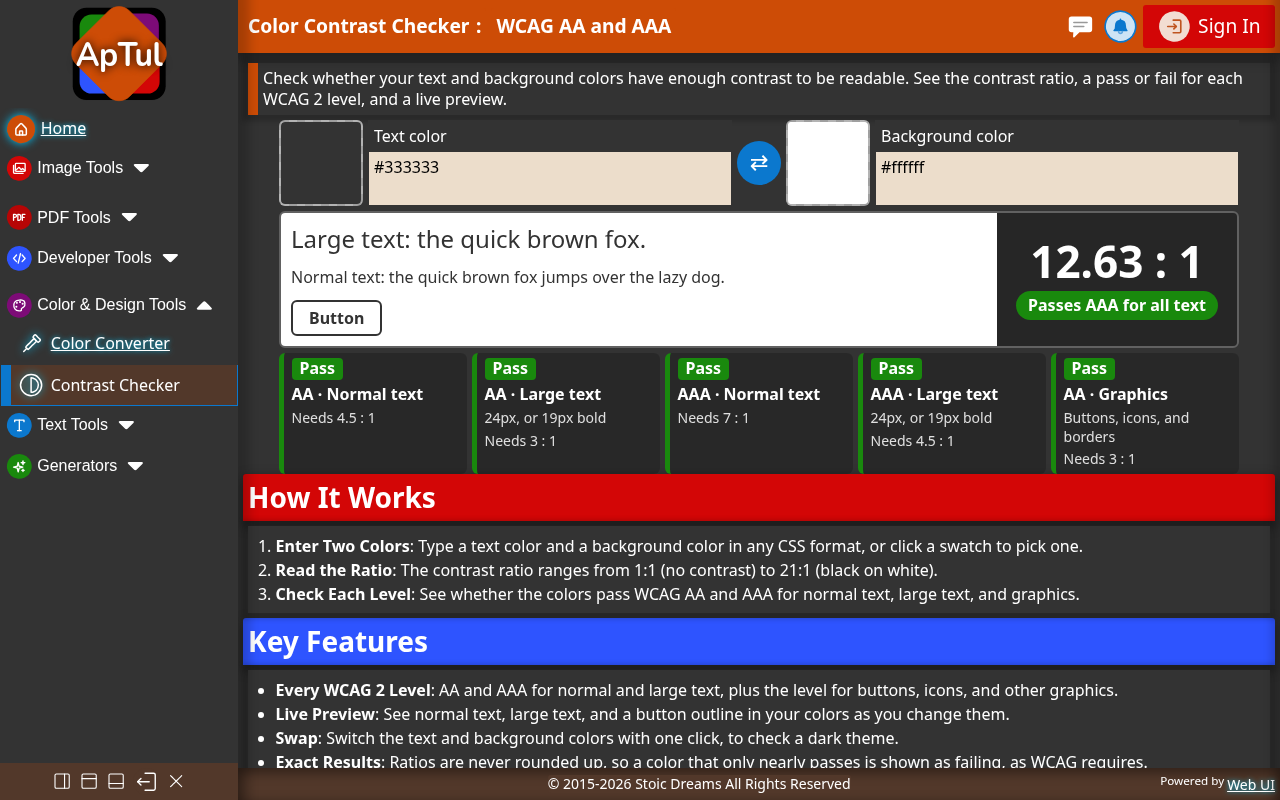 ApTul
Home
Image Tools
PDF
PDF Tools
Developer Tools
Color & Design Tools
Color Converter
Contrast Checker
Text Tools
Generators
Color Contrast Checker : WCAG AA and AAA
Sign In
Check whether your text and background colors have enough contrast to be readable. See the contrast ratio, a pass or fail for each
WCAG 2 level, and a live preview.
Text color
#333333
Background color
#ffffff
Large text: the quick brown fox.
Normal text: the quick brown fox jumps over the lazy dog.
Button
12.63 : 1
Passes AAA for all text
Pass
AA · Normal text
Needs 4.5 : 1
Pass
AA · Large text
24px, or 19px bold
Needs 3 : 1
Pass
AAA · Normal text
Needs 7 : 1
Pass
AAA · Large text
24px, or 19px bold
Needs 4.5 : 1
Pass
AA · Graphics
Buttons, icons, and
borders
Needs 3 : 1
How It Works
1. Enter Two Colors: Type a text color and a background color in any CSS format, or click a swatch to pick one.
2. Read the Ratio: The contrast ratio ranges from 1:1 (no contrast) to 21:1 (black on white).
3. Check Each Level: See whether the colors pass WCAG AA and AAA for normal text, large text, and graphics.
Key Features
• Every WCAG 2 Level: AA and AAA for normal and large text, plus the level for buttons, icons, and other graphics.
• Live Preview: See normal text, large text, and a button outline in your colors as you change them.
• Swap: Switch the text and background colors with one click, to check a dark theme.
• Exact Results: Ratios are never rounded up, so a color that only nearly passes is shown as failing, as WCAG requires.
© 2015-2026 Stoic Dreams All Rights Reserved
Powered by Web UI